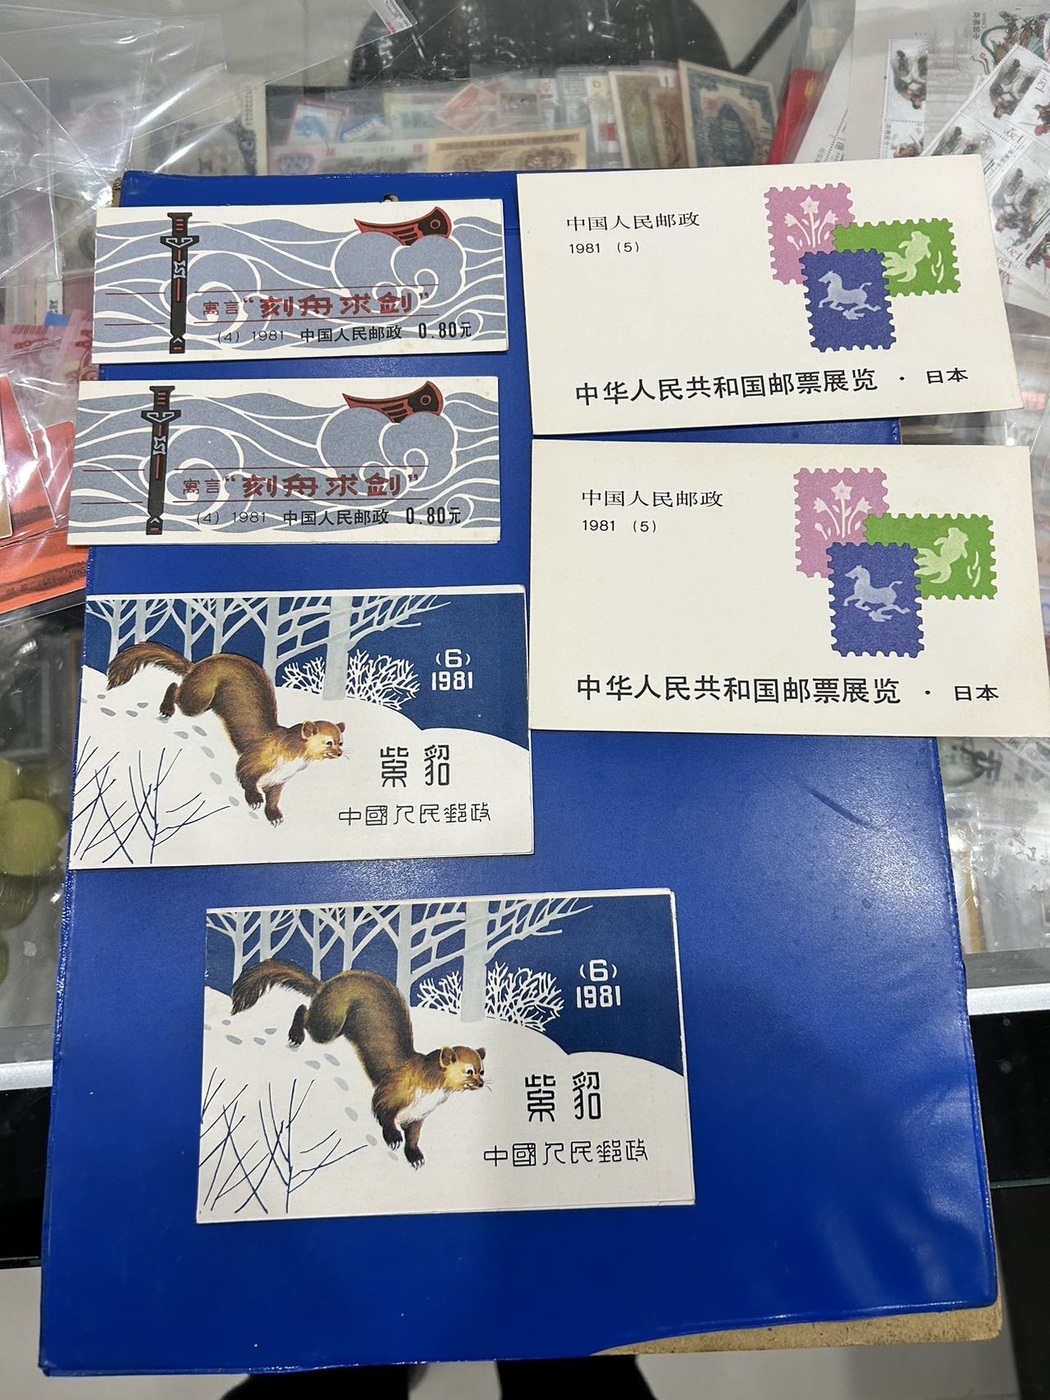 寓言“刻舟求剑”
(4) 1981 中国人民邮政 0.80元
中国人民邮政
1981 (5)
中华人民共和国邮票展览 · 日本
寓言“刻舟求剑”
(4) 1981 中国人民邮政 0.80元
中国人民邮政
1981 (5)
中华人民共和国邮票展览 · 日本
(6)
1981
紫貂
中國人民郵政
(6)
1981
紫貂
中國人民郵政